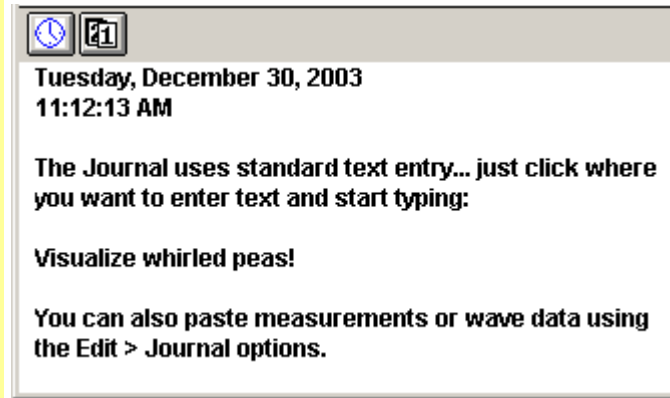 Tuesday, December 30, 2003
11:12:13 AM
The Journal uses standard text entry... just click where
you want to enter text and start typing:
Visualize whirled peas!
You can also paste measurements or wave data using
the Edit > Journal options.